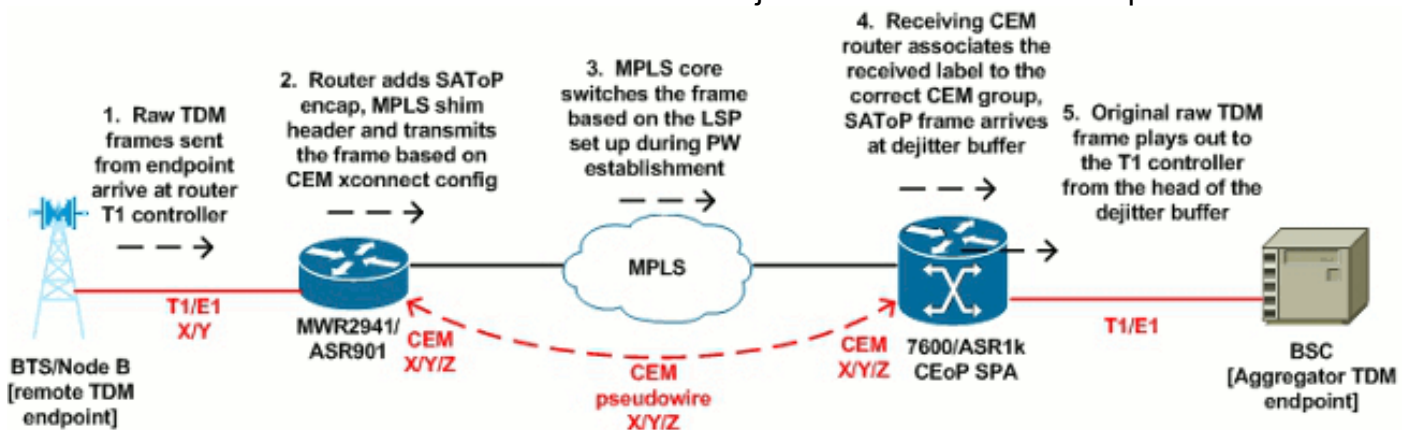 1. Raw TDM
frames sent
from endpoint
arrive at router
T1 controller
2. Router adds SAToP
encap, MPLS shim
header and transmits
the frame based on
CEM xconnect config
3. MPLS core
switches the frame
based on the LSP
set up during PW
establishment
4. Receiving CEM
router associates the
received label to the
correct CEM group,
SAToP frame arrives
at dejitter buffer
5. Original raw TDM
frame plays out to
the T1 controller
from the head of the
dejitter buffer
MPLS
T1/E1
X/Y
MWR2941/
ASR901
CEM
X/Y/Z
CEM
pseudowire
X/Y/Z
CEM
X/Y/Z
7600/ASR1k
CEoP SPA
T1/E1
BTS/Node B
[remote TDM
endpoint]
BSC
[Aggregator TDM
endpoint]